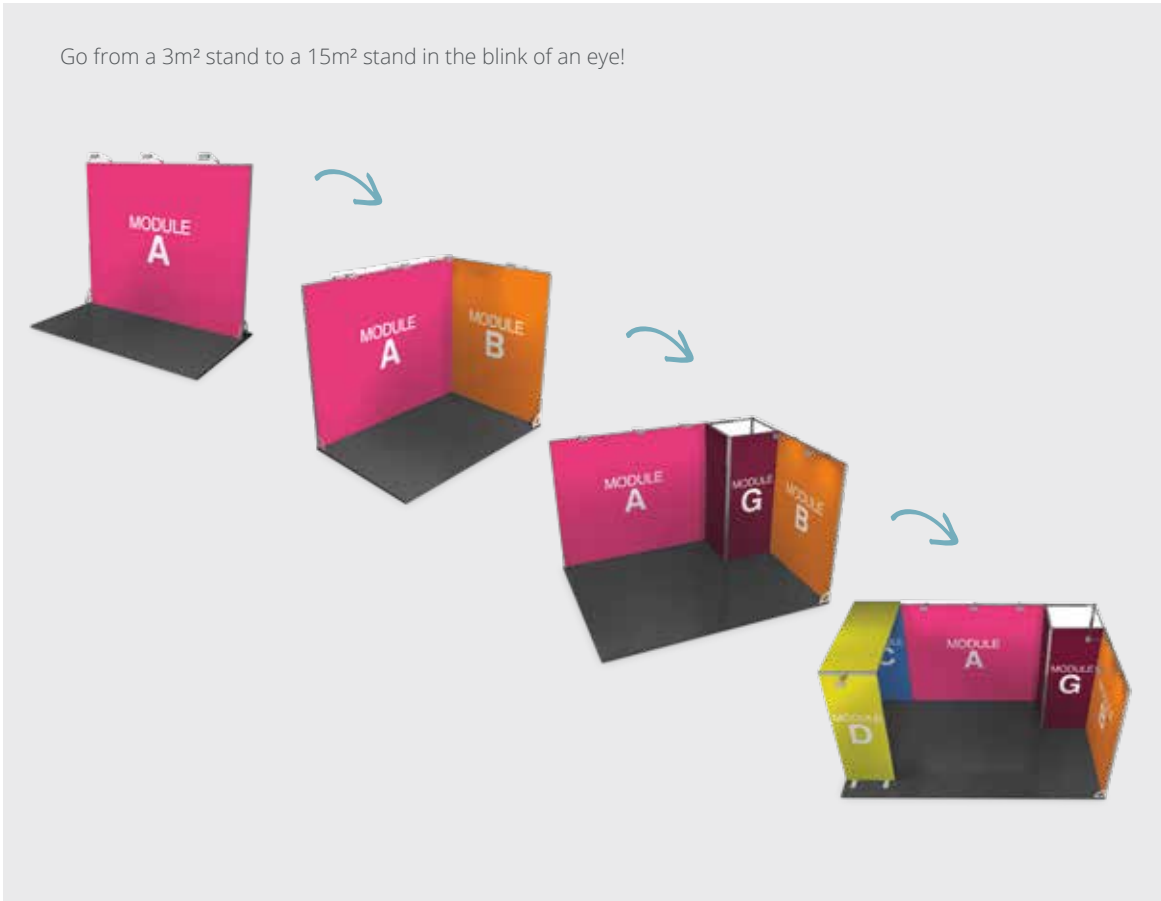 Go from a 3m² stand to a 15m² stand in the blink of an eye!
MODULE
A
MODULE
A
MODULE
B
MODULE
A
MODULE
G
MODULE
B
C
MODULE
A
MODULE
G
MODULE
D